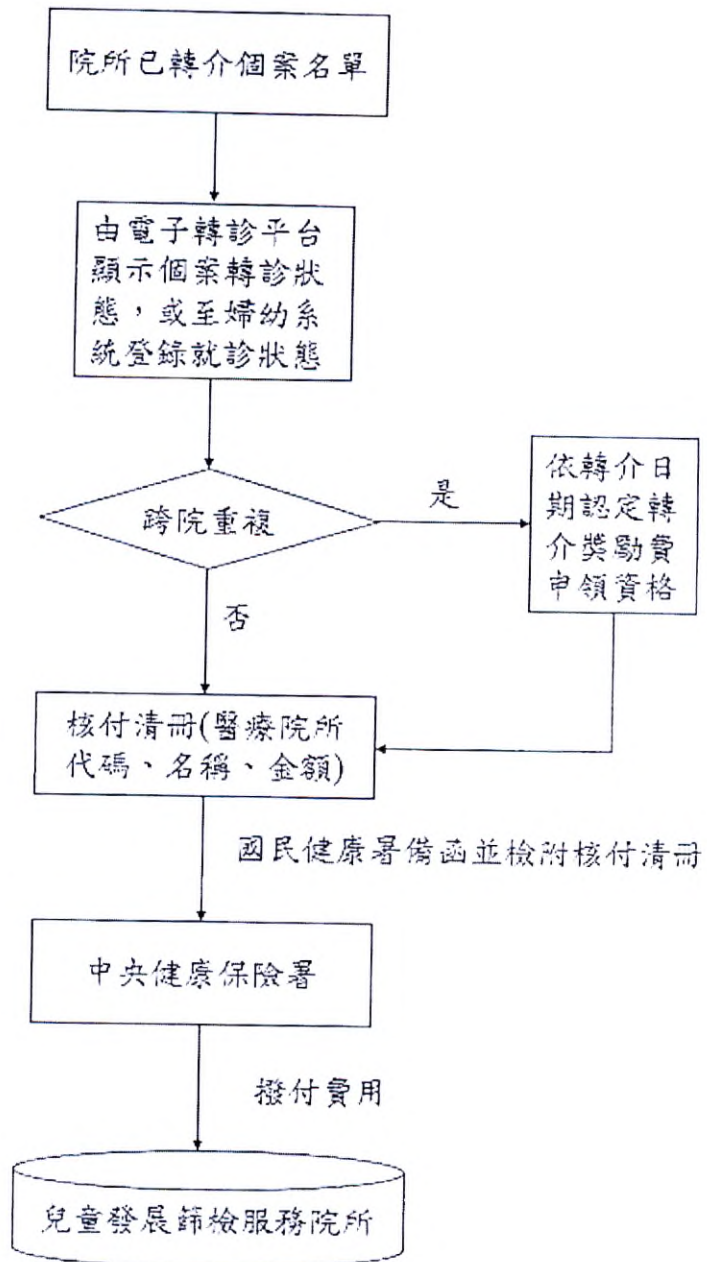 院所已轉介個案名單
由電子轉診平台
顯示個案轉診狀
態，或至婦幼系
統登錄就診狀態
跨院重複
是
依轉介日
期認定轉
介獎勵費
申領資格
否
核付清冊(醫療院所
代碼、名稱、金額)
國民健康署備函並檢附核付清冊
中央健康保險署
撥付費用
兒童發展篩檢服務院所